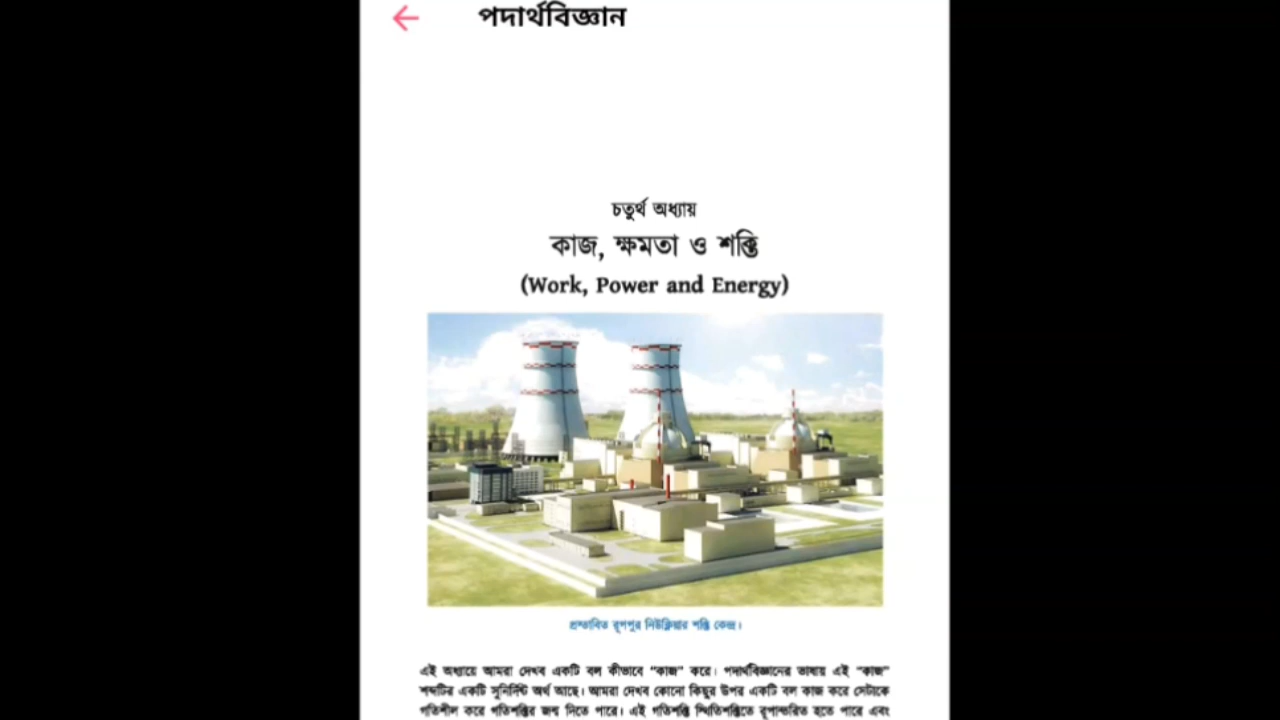 পদার্থবিজ্ঞান
চতুর্থ অধ্যায়
কাজ, ক্ষমতা ও শক্তি
(Work, Power and Energy)
প্রস্তাবিত রূপপুর নিউক্লিয়ার শক্তি কেন্দ্র।
এই অধ্যায়ে আমরা দেখব একটি বল কীভাবে “কাজ” করে। পদার্থবিজ্ঞানের ভাষায় এই “কাজ”
শব্দটির একটি সুনির্দিষ্ট অর্থ আছে। আমরা দেখব কোনো কিছুর উপর একটি বল কাজ করে সেটাকে
গতিশীল করে গতিশক্তির জন্ম দিতে পারে। এই গতিশক্তি স্থিতিশক্তিতে রূপান্তরিত হতে পারে এবং